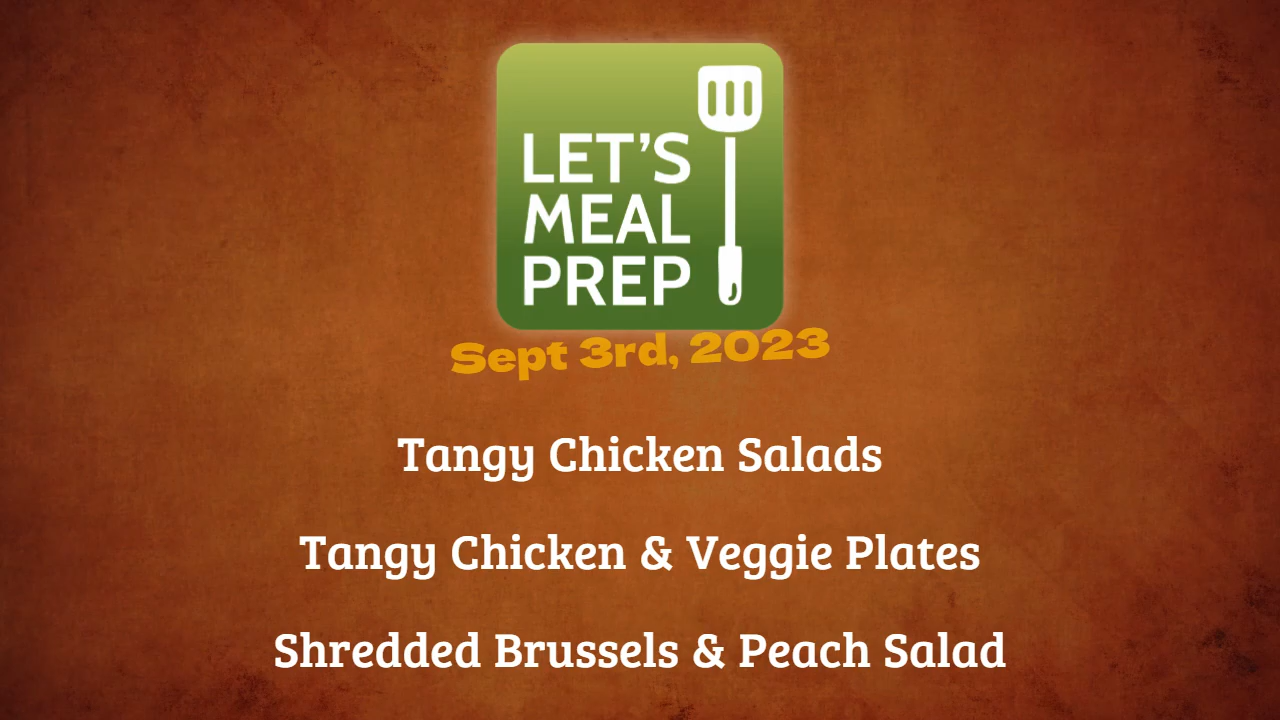 LET'S
MEAL
PREP
Sept 3rd, 2023
Tangy Chicken Salads
Tangy Chicken & Veggie Plates
Shredded Brussels & Peach Salad